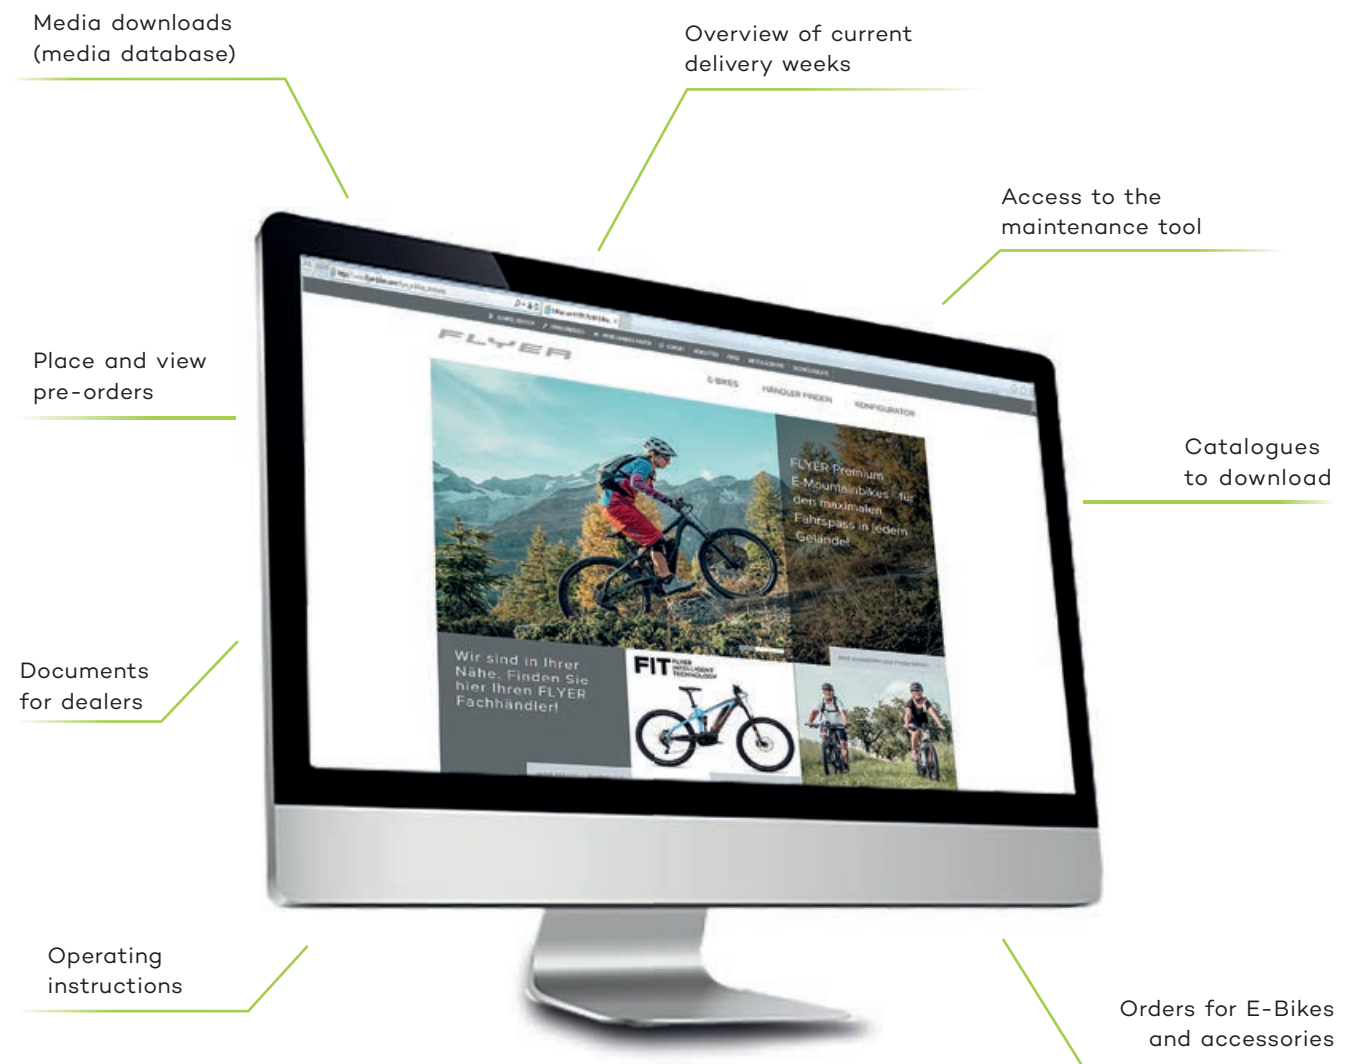 Media downloads
(media database)
Overview of current
delivery weeks
Access to the
maintenance tool
Place and view
pre-orders
Catalogues
to download
Documents
for dealers
Operating
instructions
Orders for E-Bikes
and accessories
FLYER
E-BIKES HÄNDLER FINDEN KONFIGURATOR
FLYER Premium
E-Mountainbikes - für
den maximalen
Fahrspass in jedem
Gelände!
Wir sind in Ihrer
Nähe. Finden Sie
hier Ihren FLYER
Fachhändler!
FIT FLYER
INTELLIGENT
TECHNOLOGY